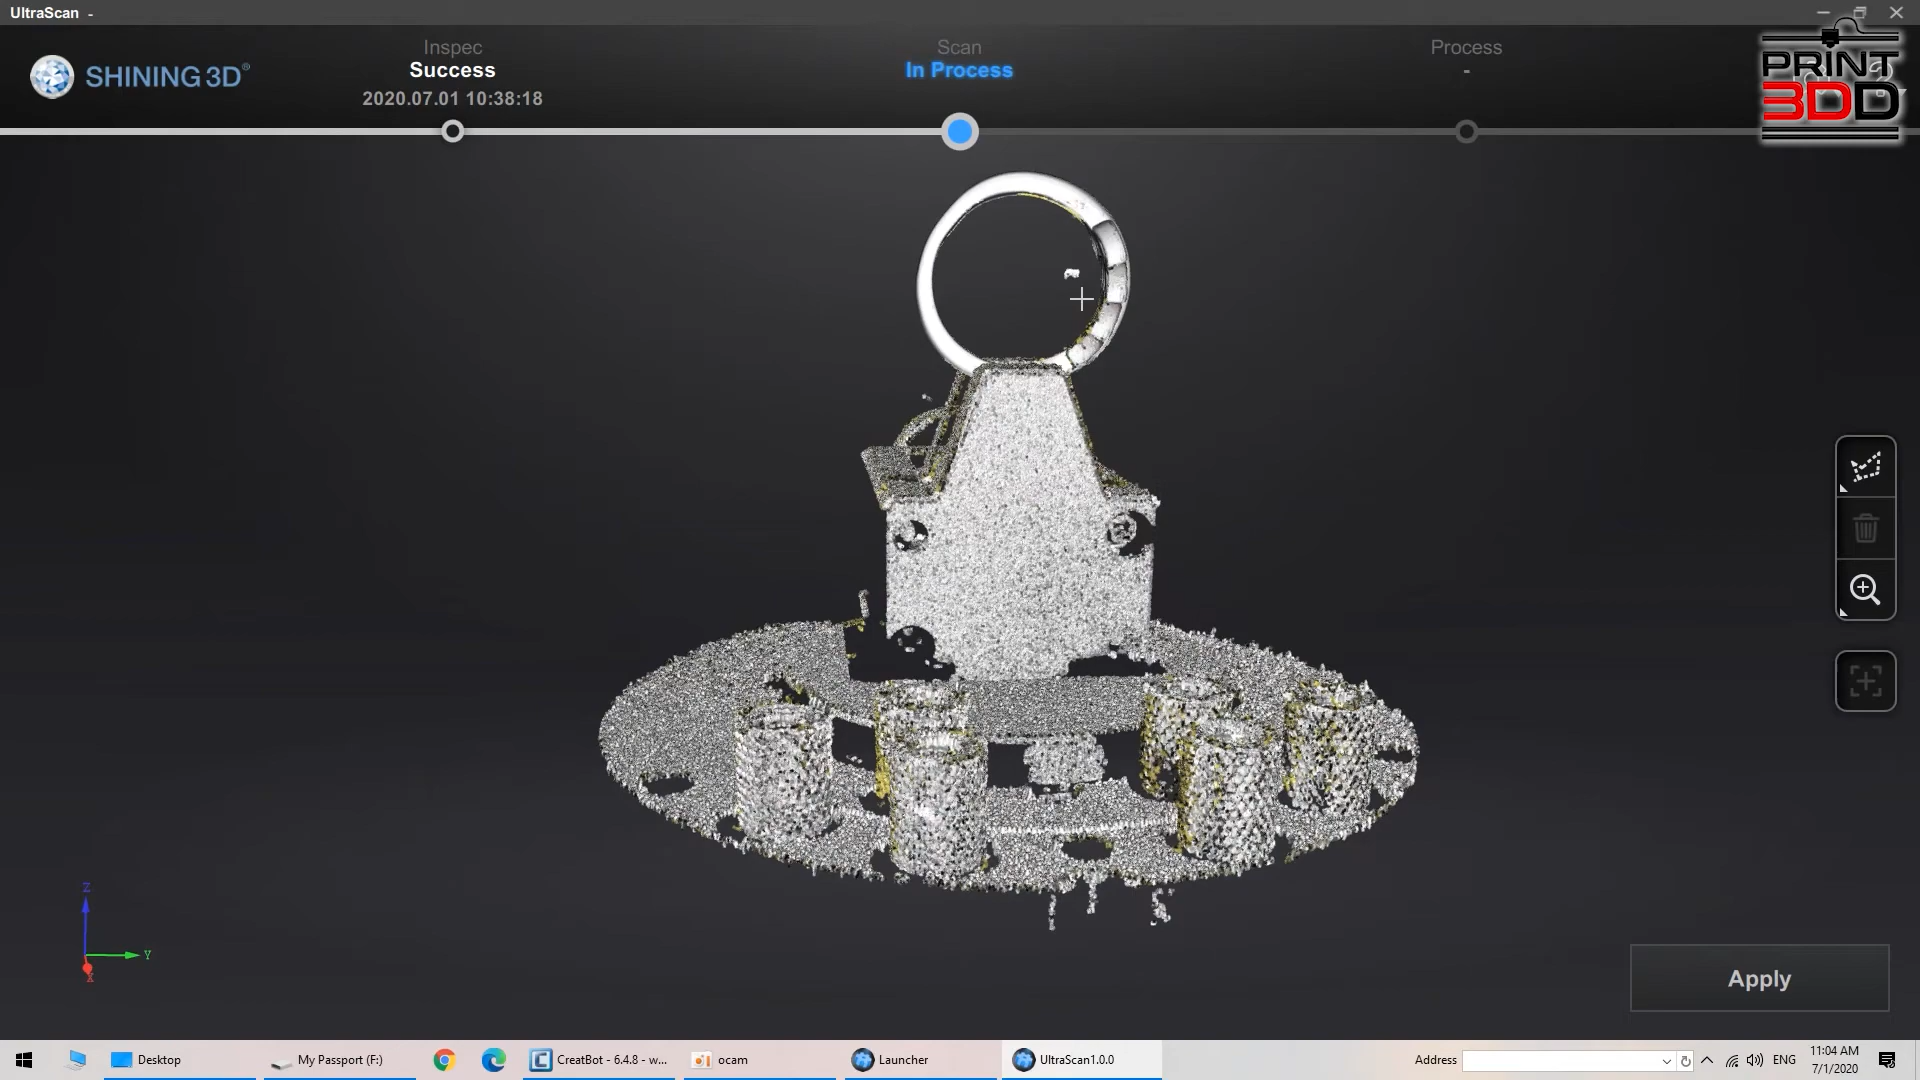 UltraScan -
SHINING 3D®
Inspec
Success
2020.07.01 10:38:18
Scan
In Process
Process
-
PRINT
3DD
Z
Y
X
Apply
Desktop
My Passport (F:)
CreatBot - 6.4.8 - w...
ocam
Launcher
UltraScan1.0.0
Address
ENG
11:04 AM
7/1/2020